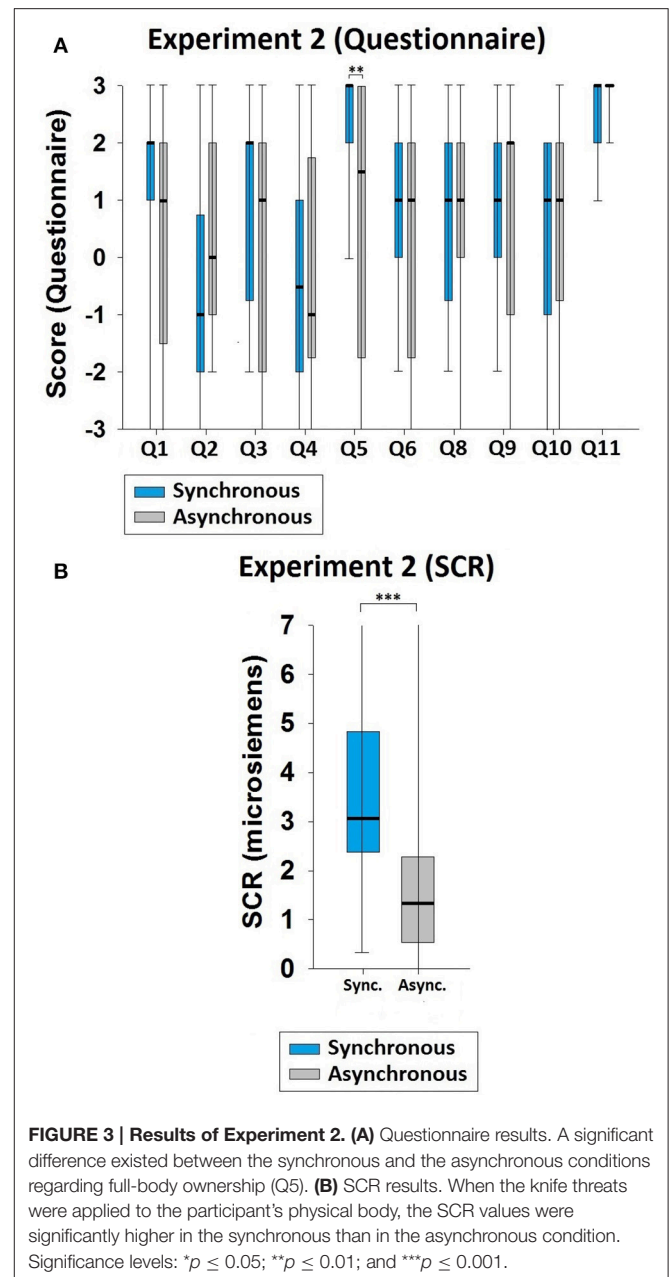 A
Experiment 2 (Questionnaire)
**
Score (Questionnaire)
3
2
1
0
-1
-2
-3
Q1 Q2 Q3 Q4 Q5 Q6 Q8 Q9 Q10 Q11
Synchronous
Asynchronous
B
Experiment 2 (SCR)
***
SCR (microsiemens)
7
6
5
4
3
2
1
0
Sync. Async.
Synchronous
Asynchronous
FIGURE 3 | Results of Experiment 2. (A) Questionnaire results. A significant
difference existed between the synchronous and the asynchronous conditions
regarding full-body ownership (Q5). (B) SCR results. When the knife threats
were applied to the participant’s physical body, the SCR values were
significantly higher in the synchronous than in the asynchronous condition.
Significance levels: *p ≤ 0.05; **p ≤ 0.01; and ***p ≤ 0.001.